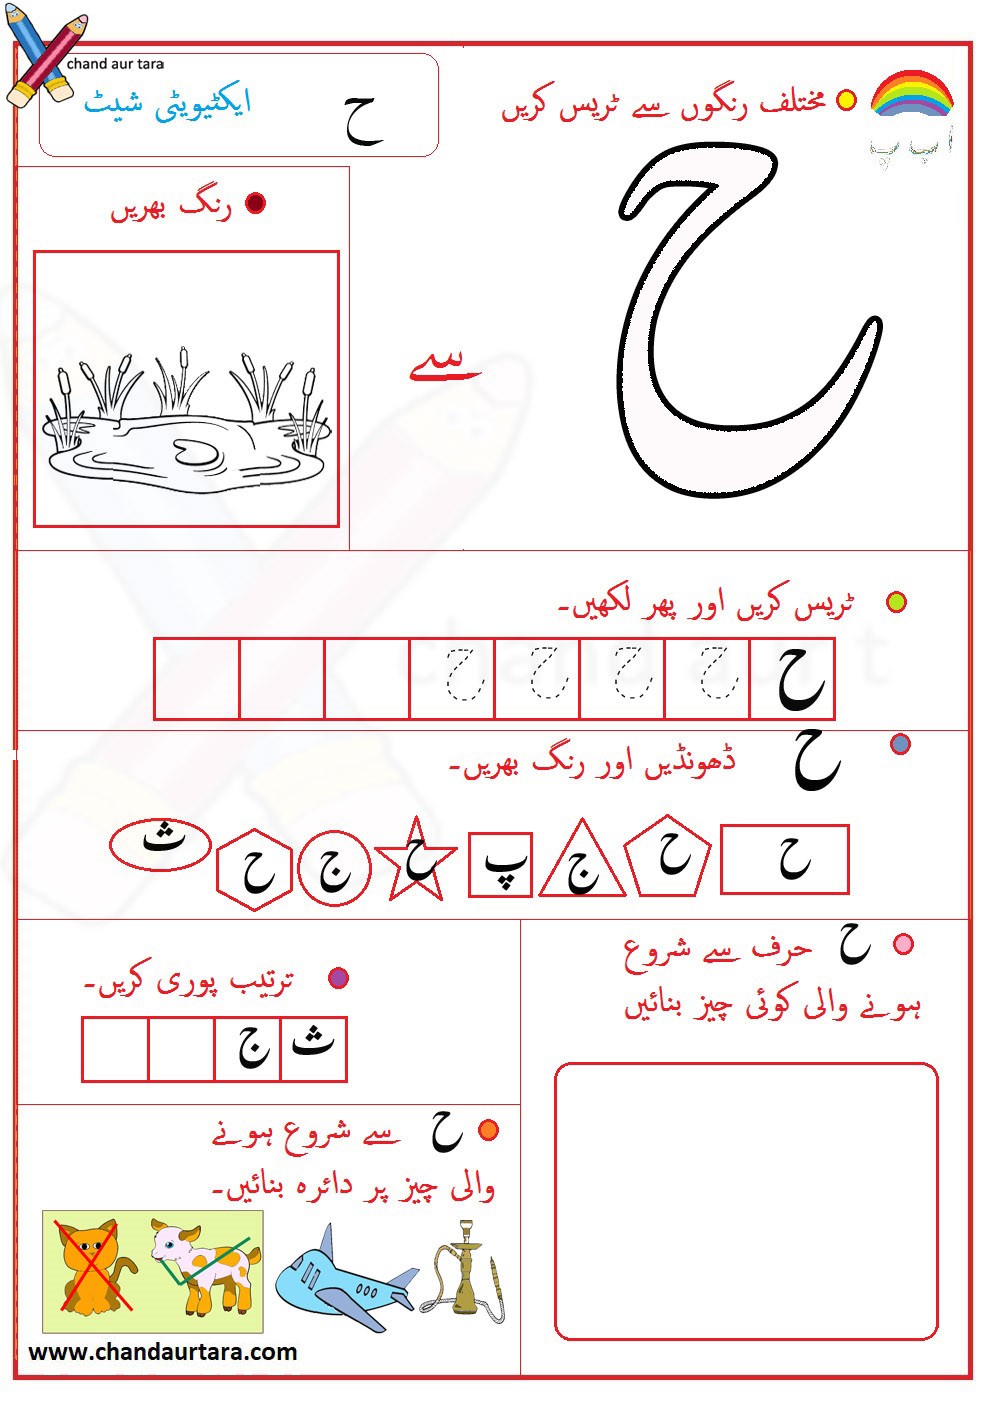 chand aur tara
ایکٹیویٹی شیٹ ح
مختلف رنگوں سے ٹریس کریں
ا پ پ
ح
سے
رنگ بھریں
ٹریس کریں اور پھر لکھیں۔
ح ح ح ح ح
ح ڈھونڈیں اور رنگ بھریں۔
ح ح ج پ ح ج ح ث
ح حرف سے شروع
ہونے والی کوئی چیز بنائیں
ترتیب پوری کریں۔
ث ج
ح سے شروع ہونے
والی چیز پر دائرہ بنائیں۔
www.chandaurtara.com